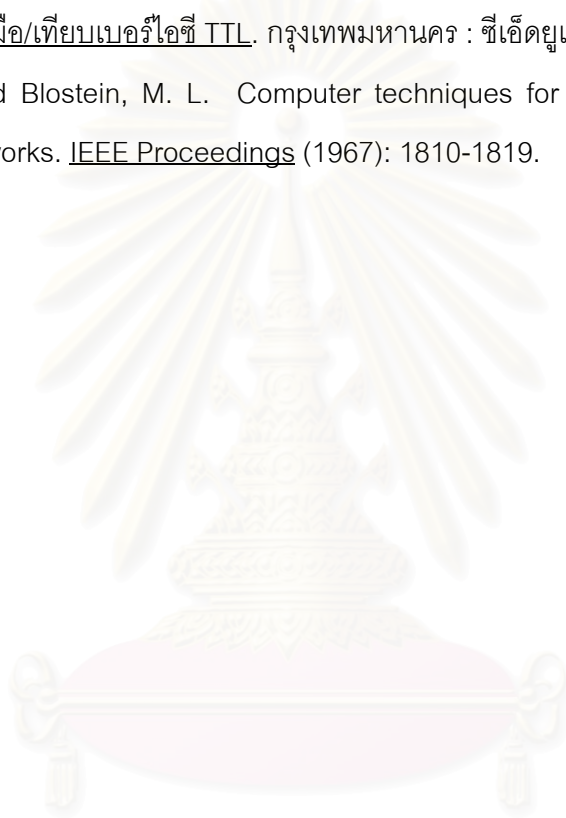 มือ/เทียบเบอร์ไอซี TTL. กรุงเทพมหานคร : ซีเอ็ดยู
d Blostein, M. L. Computer techniques for
works. IEEE Proceedings (1967): 1810-1819.